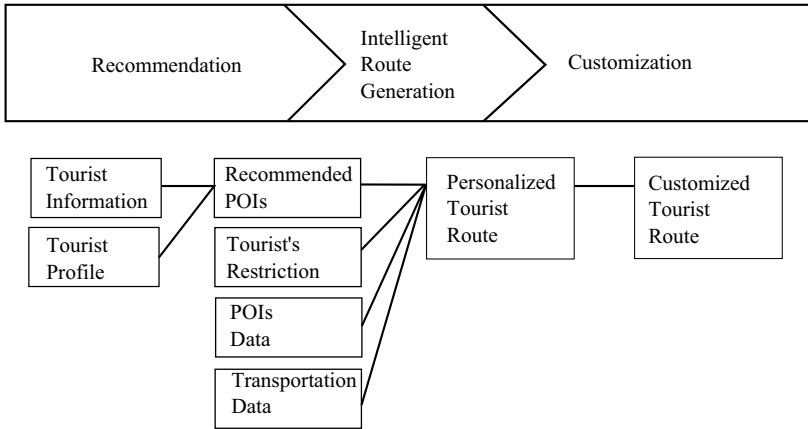 Recommendation
Intelligent
Route
Generation
Customization
Tourist
Information
Tourist
Profile
Recommended
POIs
Tourist's
Restriction
POIs
Data
Transportation
Data
Personalized
Tourist
Route
Customized
Tourist
Route